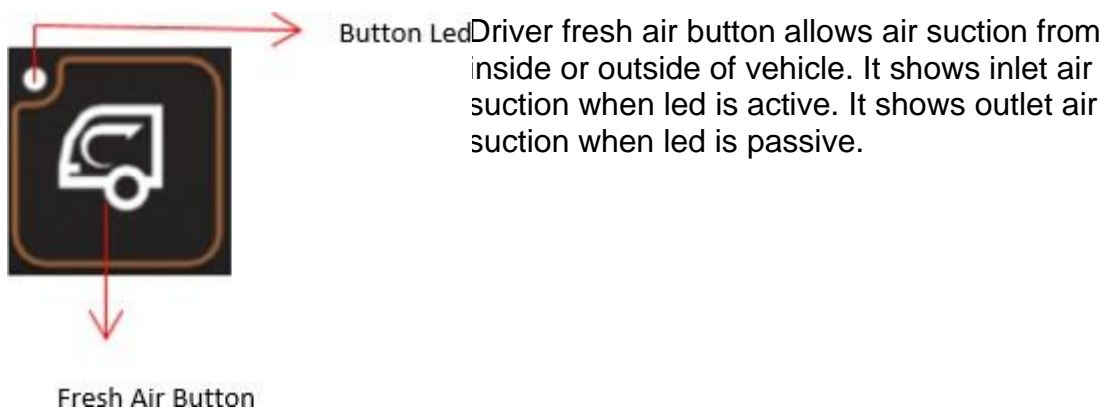 Button Led
Driver fresh air button allows air suction from
inside or outside of vehicle. It shows inlet air
suction when led is active. It shows outlet air
suction when led is passive.
Fresh Air Button